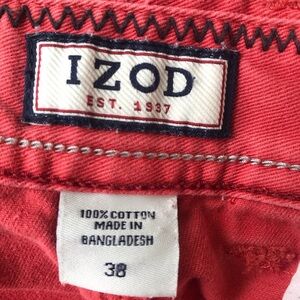 IZOD
EST. 1937
100% COTTON
MADE IN
BANGLADESH
38